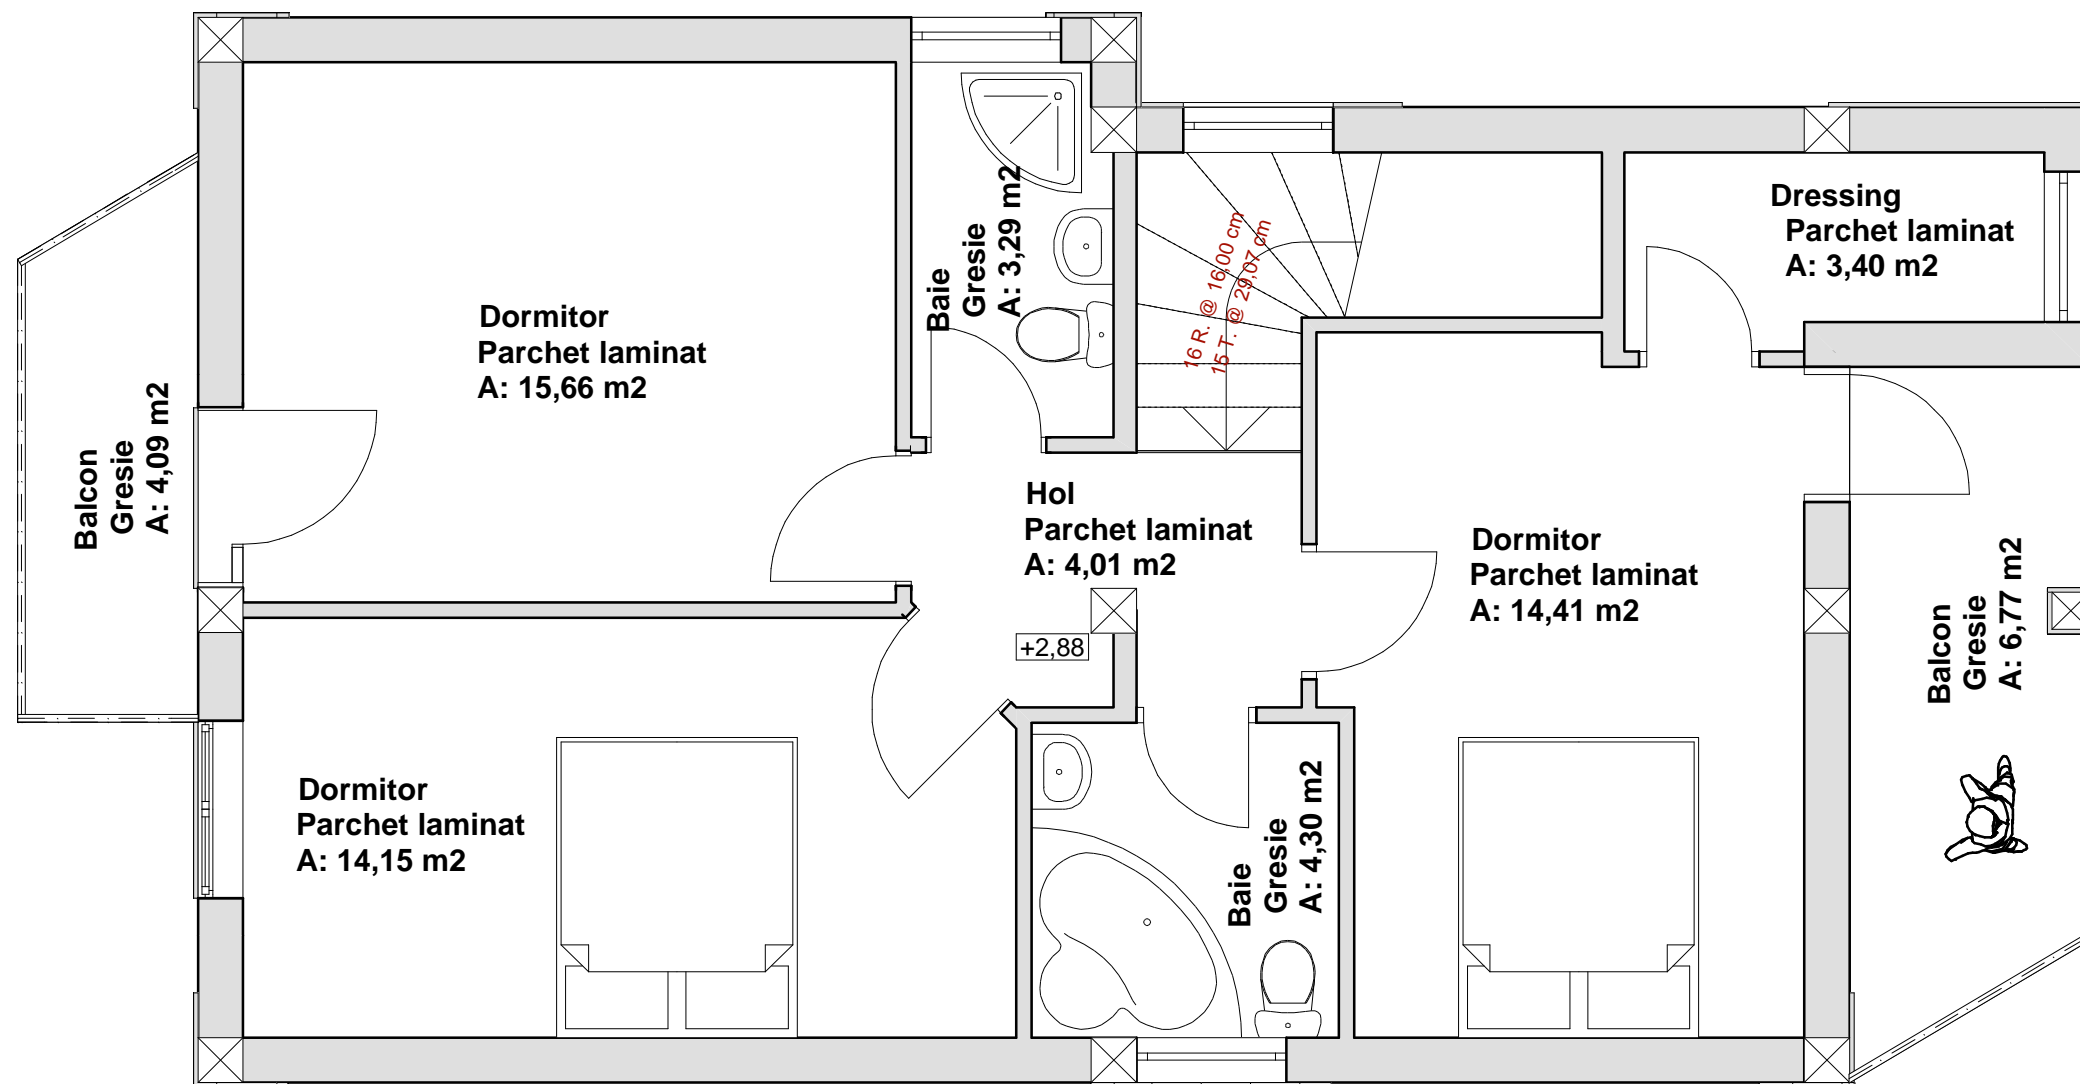 Dormitor
Parchet laminat
A: 15,66 m2
Balcon
Gresie
A: 4,09 m2
Baie
Gresie
A: 3,29 m2
16 R. @ 16,00 cm
15 T. @ 29,07 cm
Dressing
Parchet laminat
A: 3,40 m2
Hol
Parchet laminat
A: 4,01 m2
+2,88
Dormitor
Parchet laminat
A: 14,41 m2
Balcon
Gresie
A: 6,77 m2
Dormitor
Parchet laminat
A: 14,15 m2
Baie
Gresie
A: 4,30 m2